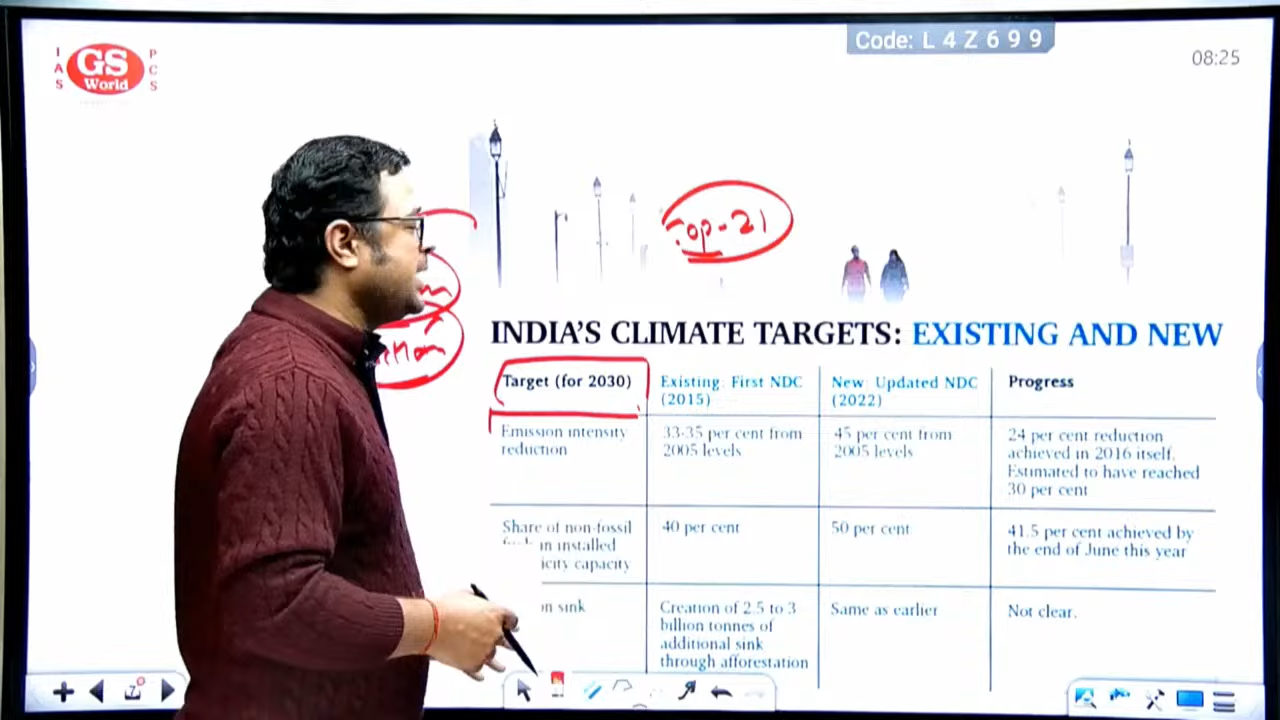 Code: L 4 Z 6 9 9
08:25
I A S
GS
World
P C S
Cop-21
INDIA'S CLIMATE TARGETS: EXISTING AND NEW
Target (for 2030)
Existing: First NDC
(2015)
New: Updated NDC
(2022)
Progress
Emission intensity
reduction
33-35 per cent from
2005 levels
45 per cent from
2005 levels
24 per cent reduction
achieved in 2016 itself.
Estimated to have reached
30 per cent
Share of non-fossil
in installed
icity capacity
40 per cent
50 per cent
41.5 per cent achieved by
the end of June this year
on sink
Creation of 2.5 to 3
billion tonnes of
additional sink
through afforestation
Same as earlier
Not clear.